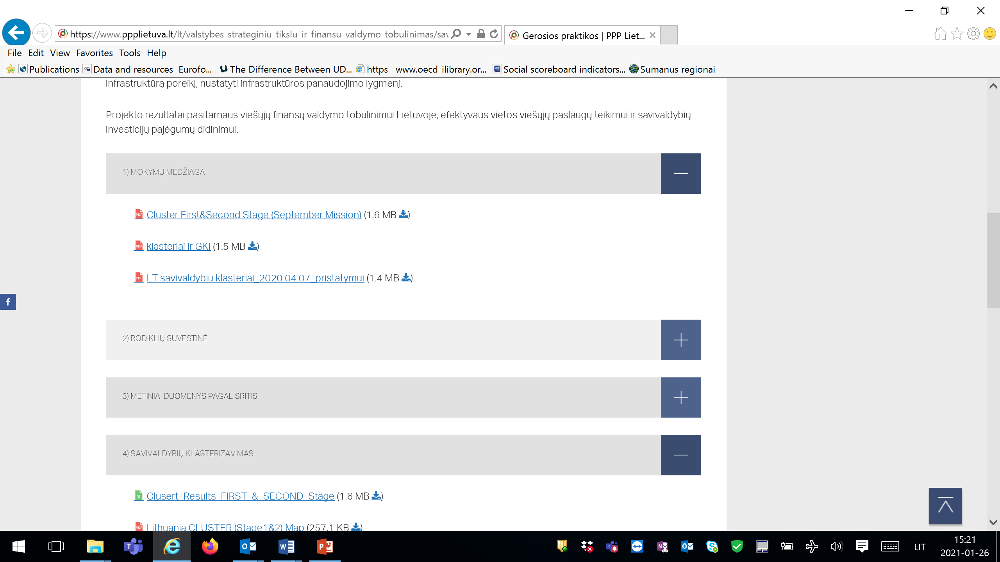 https://www.ppplietuva.lt/lt/valstybes-strateginiu-tikslu-ir-finansu-valdymo-tobulinimas/sav
Gerosios praktikos | PPP Liet...
File Edit View Favorites Tools Help
Publications Data and resources Eurofo... The Difference Between UD... https--www.oecd-ilibrary.or... Social scoreboard indicators... Sumanūs regionai
infrastruktūrą poreikį, nustatyti infrastruktūros panaudojimo lygmenį.
Projekto rezultatai pasitarnaus viešųjų finansų valdymo tobulinimui Lietuvoje, efektyvaus vietos viešųjų paslaugų teikimui ir savivaldybių
investicijų pajėgumų didinimui.
1) MOKYMŲ MEDŽIAGA
Cluster First&Second Stage (September Mission) (1.6 MB)
klasteriai ir GKI (1.5 MB)
LT savivaldybiu klasteriai_2020 04 07_pristatymui (1.4 MB)
2) RODIKLIŲ SUVESTINĖ
3) METINIAI DUOMENYS PAGAL SRITIS
4) SAVIVALDYBIŲ KLASTERIZAVIMAS
Clusert_Results_FIRST_&_SECOND_Stage (1.6 MB)
Lithuania CLUSTER (Stage1&2) Map (257.1 KB)
LIT
15:21
2021-01-26